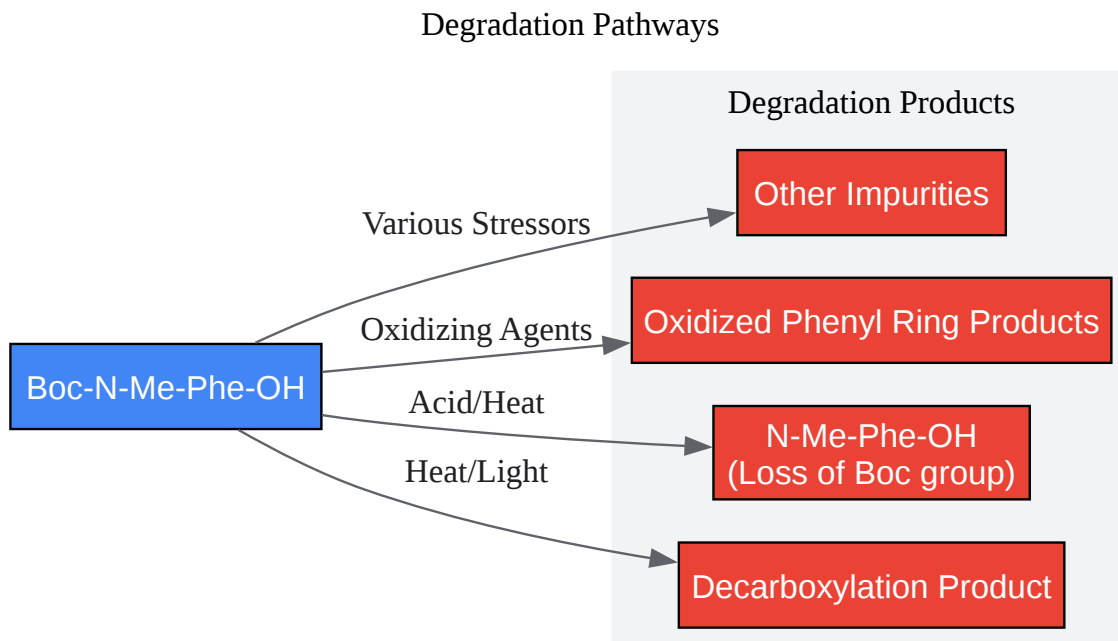 Degradation Pathways
Degradation Products
Other Impurities
Various Stressors
Oxidized Phenyl Ring Products
Oxidizing Agents
Boc-N-Me-Phe-OH
Acid/Heat
N-Me-Phe-OH
(Loss of Boc group)
Heat/Light
Decarboxylation Product